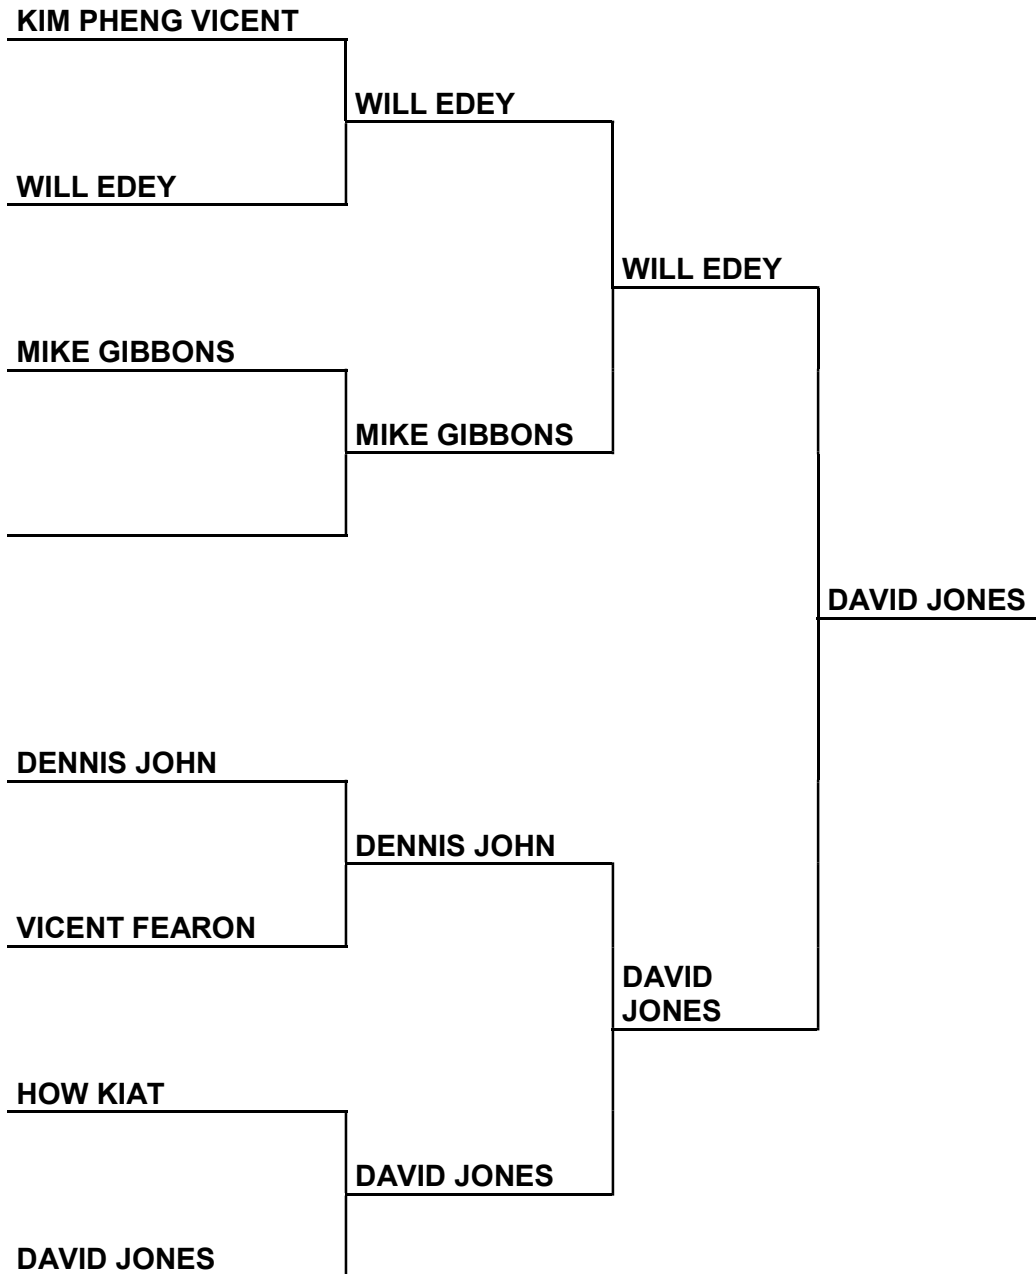 KIM PHENG VICENT
WILL EDEY
WILL EDEY
WILL EDEY
MIKE GIBBONS
MIKE GIBBONS
DAVID JONES
DENNIS JOHN
DENNIS JOHN
VICENT FEARON
DAVID
JONES
HOW KIAT
DAVID JONES
DAVID JONES